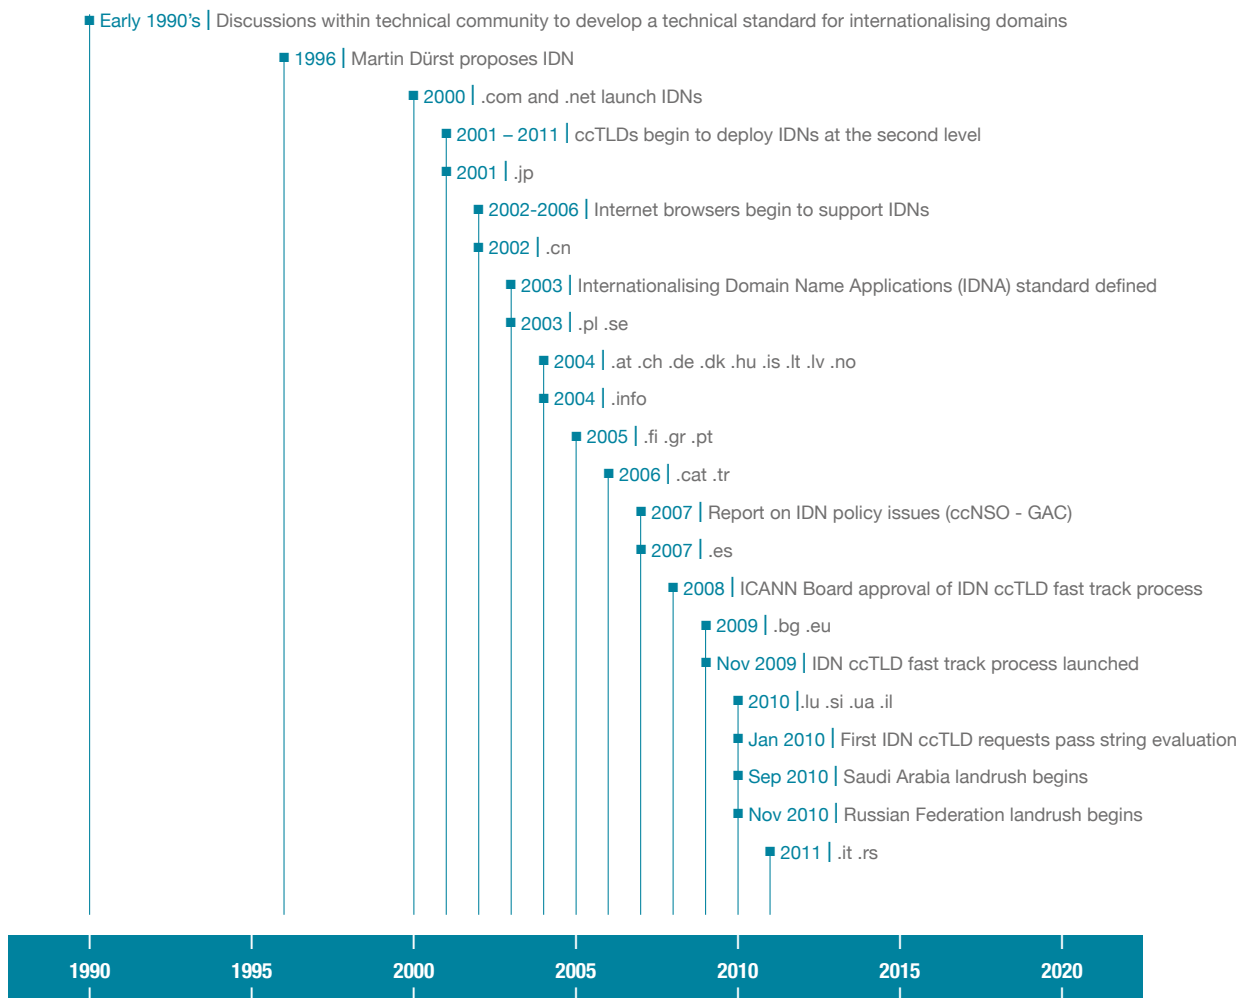 Early 1990's | Discussions within technical community to develop a technical standard for internationalising domains
1996 | Martin Dürst proposes IDN
2000 | .com and .net launch IDNs
2001 – 2011 | ccTLDs begin to deploy IDNs at the second level
2001 | .jp
2002-2006 | Internet browsers begin to support IDNs
2002 | .cn
2003 | Internationalising Domain Name Applications (IDNA) standard defined
2003 | .pl .se
2004 | .at .ch .de .dk .hu .is .lt .lv .no
2004 | .info
2005 | .fi .gr .pt
2006 | .cat .tr
2007 | Report on IDN policy issues (ccNSO - GAC)
2007 | .es
2008 | ICANN Board approval of IDN ccTLD fast track process
2009 | .bg .eu
Nov 2009 | IDN ccTLD fast track process launched
2010 |.lu .si .ua .il
Jan 2010 | First IDN ccTLD requests pass string evaluation
Sep 2010 | Saudi Arabia landrush begins
Nov 2010 | Russian Federation landrush begins
2011 | .it .rs
1990 1995 2000 2005 2010 2015 2020